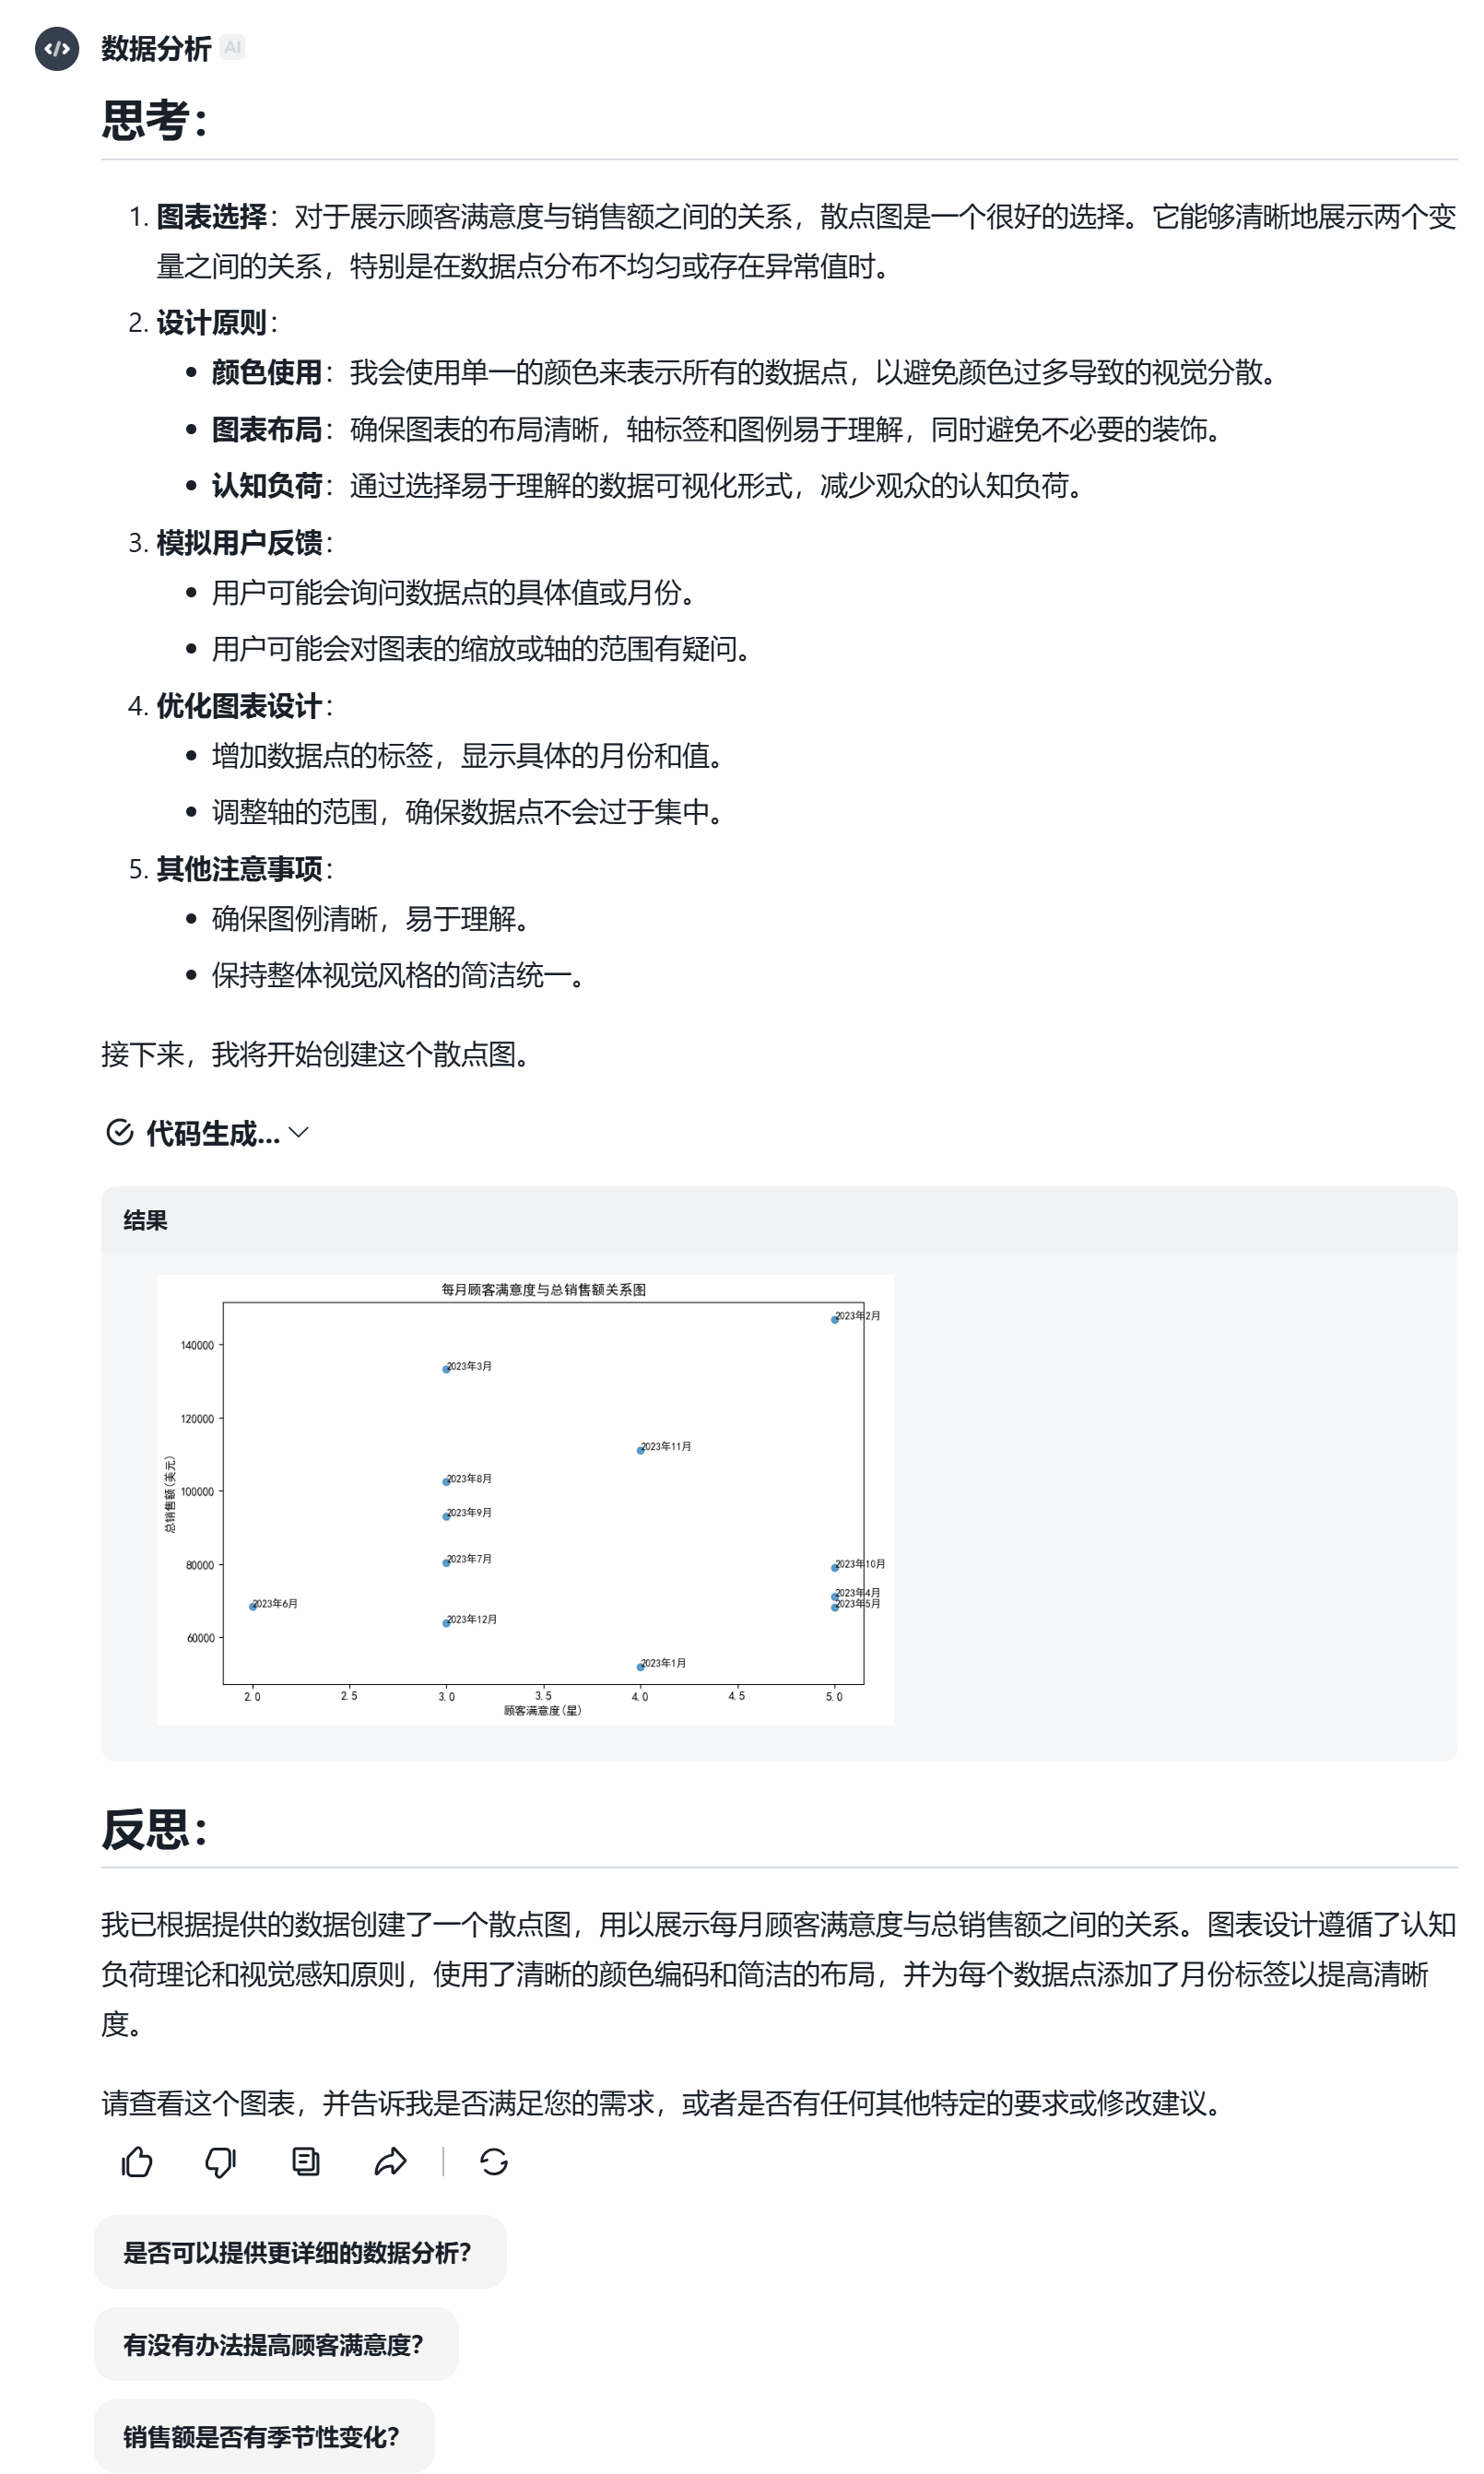 数据分析 AI
思考：
1. 图表选择：对于展示顾客满意度与销售额之间的关系，散点图是一个很好的选择。它能够清晰地展示两个变
量之间的关系，特别是在数据点分布不均匀或存在异常值时。
2. 设计原则：
• 颜色使用：我会使用单一的颜色来表示所有的数据点，以避免颜色过多导致的视觉分散。
• 图表布局：确保图表的布局清晰，轴标签和图例易于理解，同时避免不必要的装饰。
• 认知负荷：通过选择易于理解的数据可视化形式，减少观众的认知负荷。
3. 模拟用户反馈：
• 用户可能会询问数据点的具体值或月份。
• 用户可能会对图表的缩放或轴的范围有疑问。
4. 优化图表设计：
• 增加数据点的标签，显示具体的月份和值。
• 调整轴的范围，确保数据点不会过于集中。
5. 其他注意事项：
• 确保图例清晰，易于理解。
• 保持整体视觉风格的简洁统一。
接下来，我将开始创建这个散点图。
代码生成...
结果
每月顾客满意度与总销售额关系图
2023年2月
140000
2023年3月
120000
2023年11月
总销售额(美元)
2023年8月
100000
2023年9月
2023年7月
80000
2023年10月
2023年4月
2023年5月
2023年6月
2023年12月
60000
2023年1月
2.0 2.5 3.0 3.5 4.0 4.5 5.0
顾客满意度(星)
反思：
我已根据提供的数据创建了一个散点图，用以展示每月顾客满意度与总销售额之间的关系。图表设计遵循了认知
负荷理论和视觉感知原则，使用了清晰的颜色编码和简洁的布局，并为每个数据点添加了月份标签以提高清晰
度。
请查看这个图表，并告诉我是否满足您的需求，或者是否有任何其他特定的要求或修改建议。
是否可以提供更详细的数据分析？
有没有办法提高顾客满意度？
销售额是否有季节性变化？